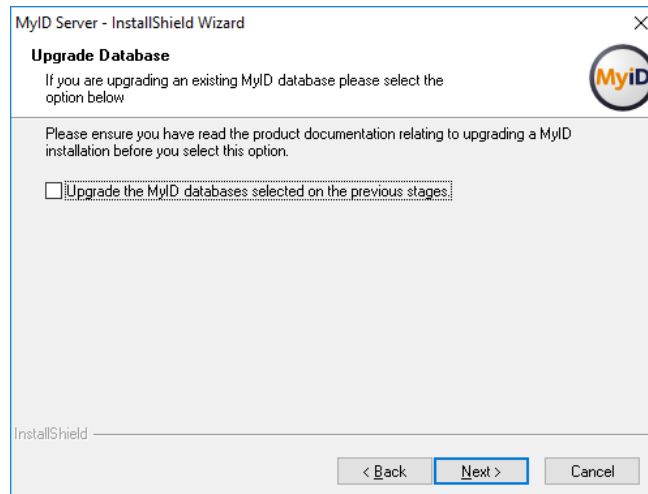 MyID Server - InstallShield Wizard
Upgrade Database
If you are upgrading an existing MyID database please select the
option below
MyiD
Please ensure you have read the product documentation relating to upgrading a MyID
installation before you select this option.
Upgrade the MyID databases selected on the previous stages.
InstallShield
< Back
Next >
Cancel